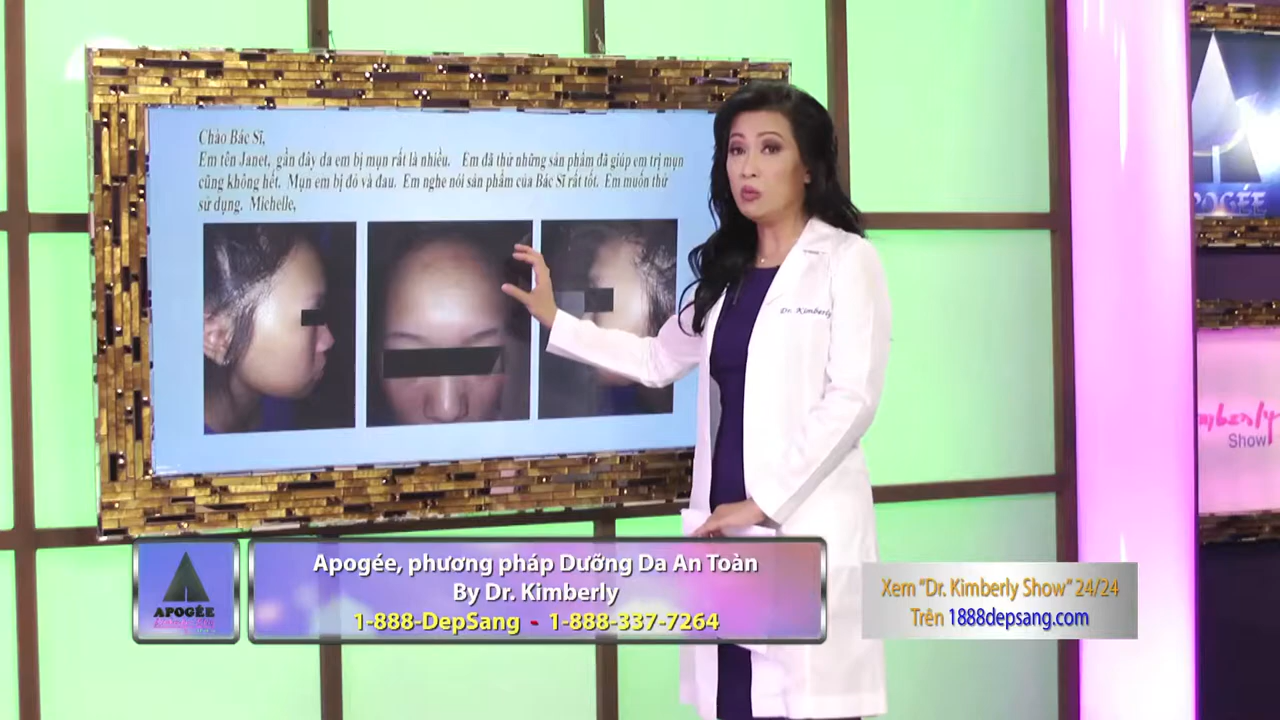 Chào Bác Sĩ,
Em tên Janet, gần đây da em bị mụn rất là nhiều. Em đã thử những sản phẩm đã giúp em trị mụn
cũng không hết. Mụn em bị đỏ và đau. Em nghe nói sản phẩm của Bác Sĩ rất tốt. Em muốn thử
sử dụng. Michelle,
Dr. Kimberly
APOGÉE
Show
APOGÉE
Apogée, phương pháp Dưỡng Da An Toàn
By Dr. Kimberly
1-888-DepSang - 1-888-337-7264
Xem “Dr. Kimberly Show” 24/24
Trên 1888depsang.com